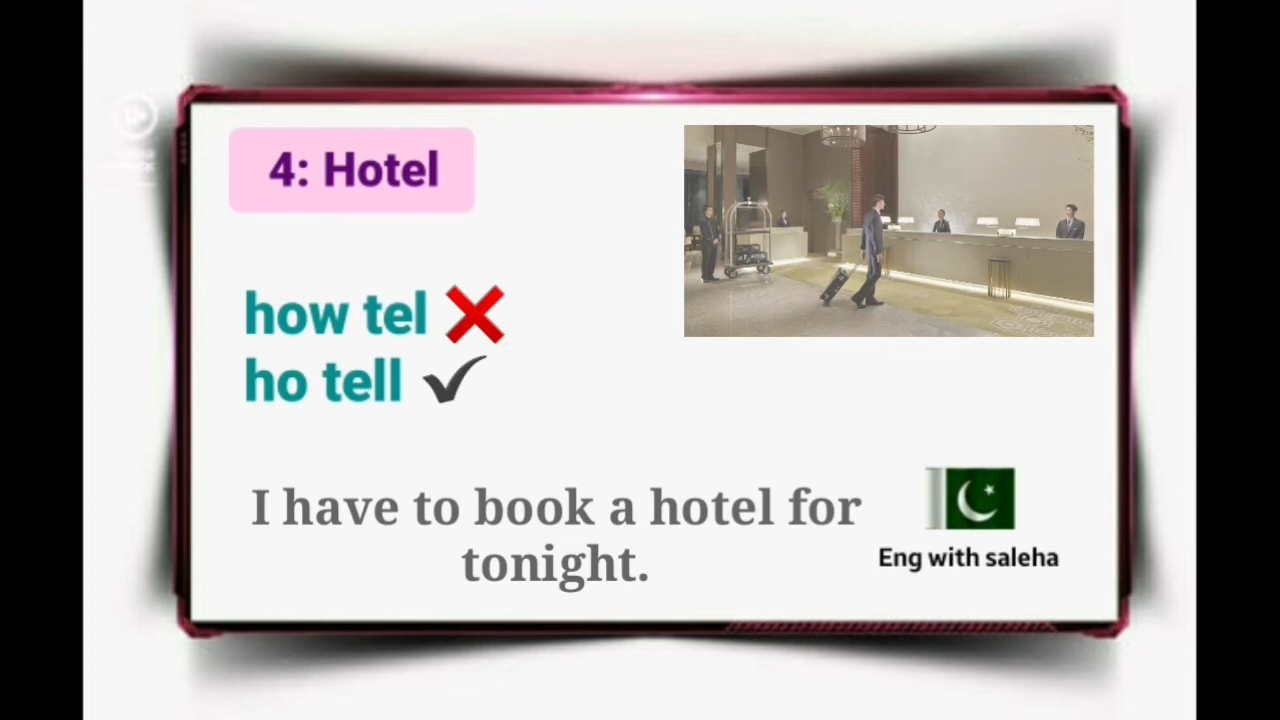 4: Hotel
how tel ❌
ho tell ✔
I have to book a hotel for
tonight.
Eng with saleha